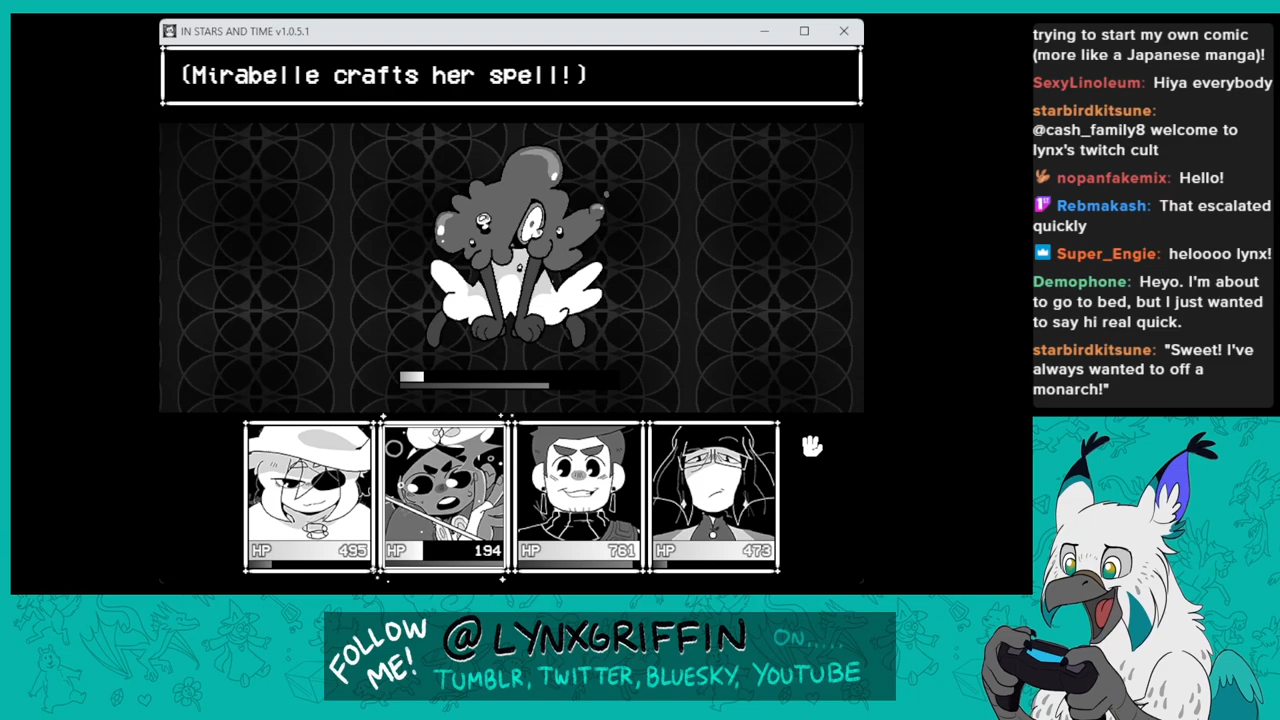 IN STARS AND TIME v1.0.5.1
(Mirabelle crafts her spell!)
HP 495
HP 194
HP 781
HP 473
trying to start my own comic
(more like a Japanese manga)!
SexyLinoleum: Hiya everybody
starbirdkitsune:
@cash_family8 welcome to
lynx's twitch cult
nopanfakemix: Hello!
Rebmakash: That escalated
quickly
Super_Engie: heloooo lynx!
Demophone: Heyo. I'm about
to go to bed, but I just wanted
to say hi real quick.
starbirdkitsune: "Sweet! I've
always wanted to off a
monarch!"
FOLLOW
ME!
@LYNXGRIFFIN ON.....
TUMBLR, TWITTER, BLUESKY, YOUTUBE